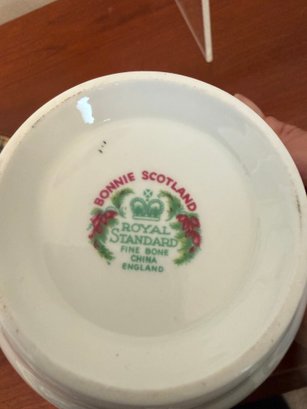 BONNIE SCOTLAND
ROYAL
STANDARD
FINE BONE
CHINA
ENGLAND